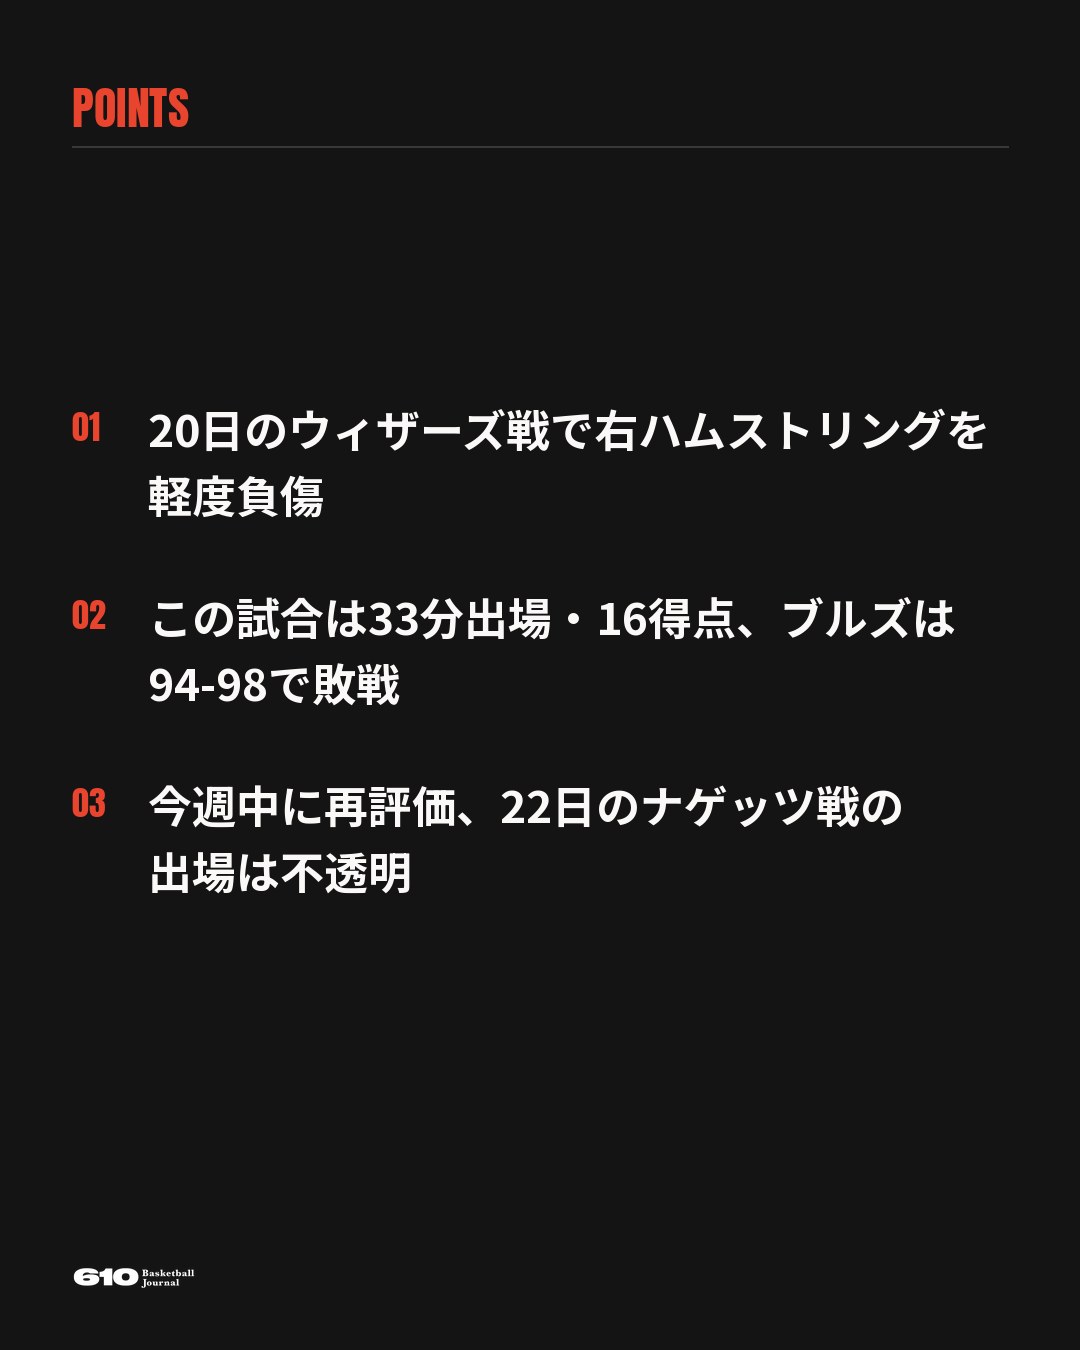 POINTS
01
20日のウィザーズ戦で右ハムストリングを
軽度負傷
02
この試合は33分出場・16得点、ブルズは
94-98で敗戦
03
今週中に再評価、22日のナゲッツ戦の
出場は不透明
610 Basketball
Journal